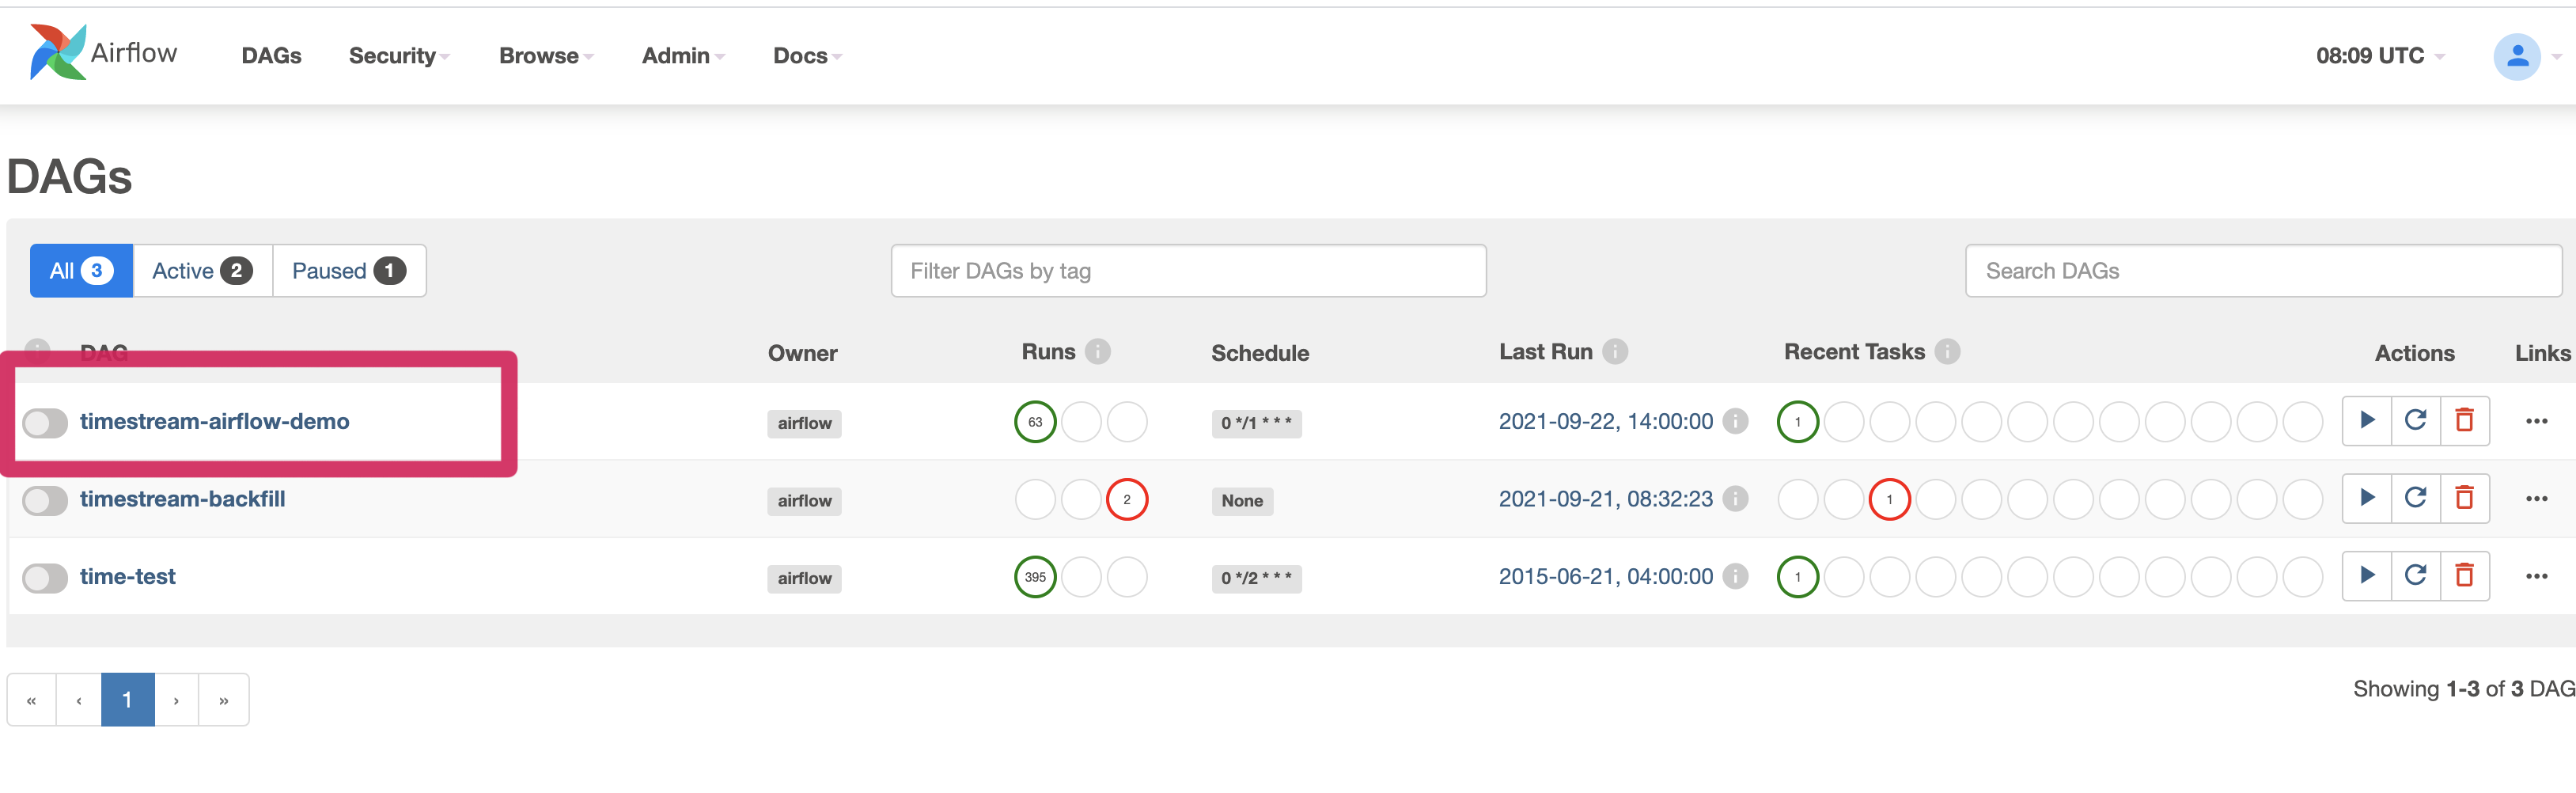 Airflow DAGs Security Browse Admin Docs 08:09 UTC
DAGs
All 3 Active 2 Paused 1 Filter DAGs by tag Search DAGs
i DAG Owner Runs i Schedule Last Run i Recent Tasks i Actions Links
timestream-airflow-demo airflow 63 0 */1 * * * 2021-09-22, 14:00:00 i 1 ...
timestream-backfill airflow 2 None 2021-09-21, 08:32:23 i 1 ...
time-test airflow 395 0 */2 * * * 2015-06-21, 04:00:00 i 1 ...
« ‹ 1 › » Showing 1-3 of 3 DAG